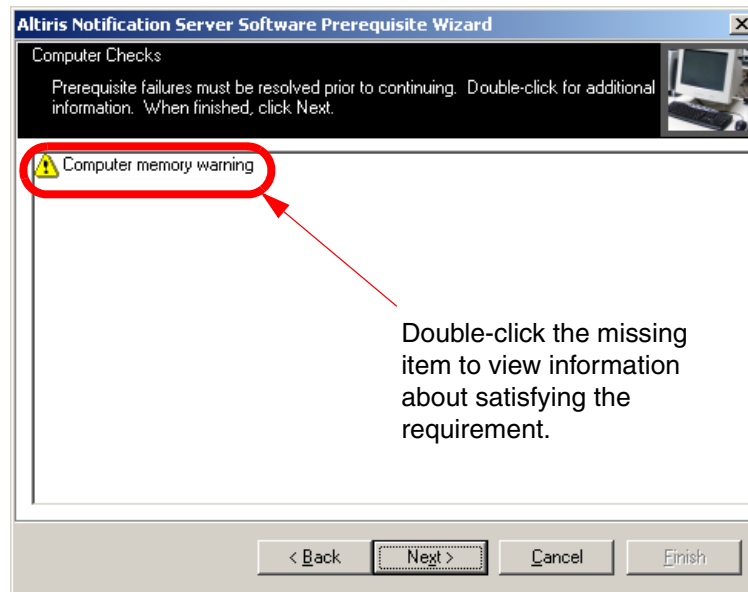 Altiris Notification Server Software Prerequisite Wizard
Computer Checks
Prerequisite failures must be resolved prior to continuing. Double-click for additional
information. When finished, click Next.
Computer memory warning
Double-click the missing
item to view information
about satisfying the
requirement.
< Back
Next >
Cancel
Finish